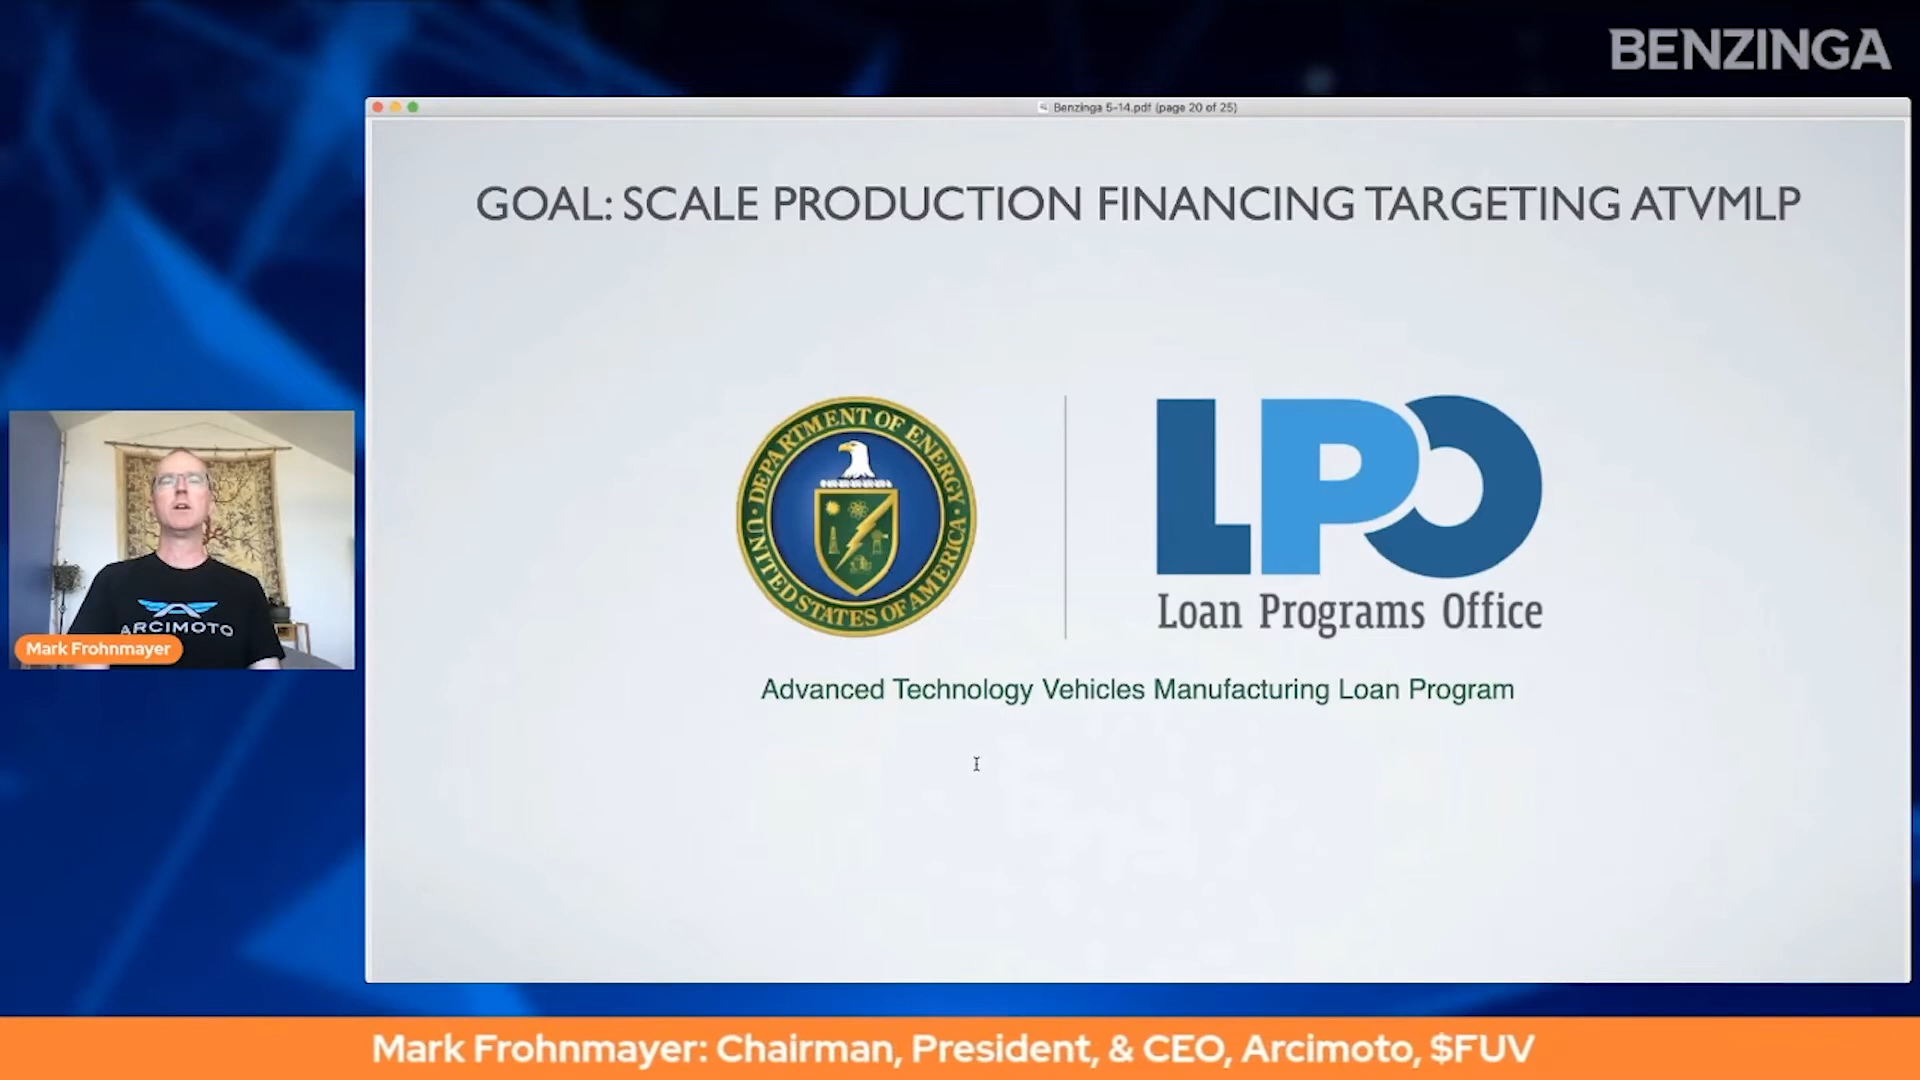 BENZINGA
Benzinga 5-14.pdf (page 20 of 25)
GOAL: SCALE PRODUCTION FINANCING TARGETING ATVMLP
DEPARTMENT OF ENERGY
UNITED STATES OF AMERICA
LPO
Loan Programs Office
Advanced Technology Vehicles Manufacturing Loan Program
ARCIMOTO
Mark Frohnmayer
Mark Frohnmayer: Chairman, President, & CEO, Arcimoto, $FUV